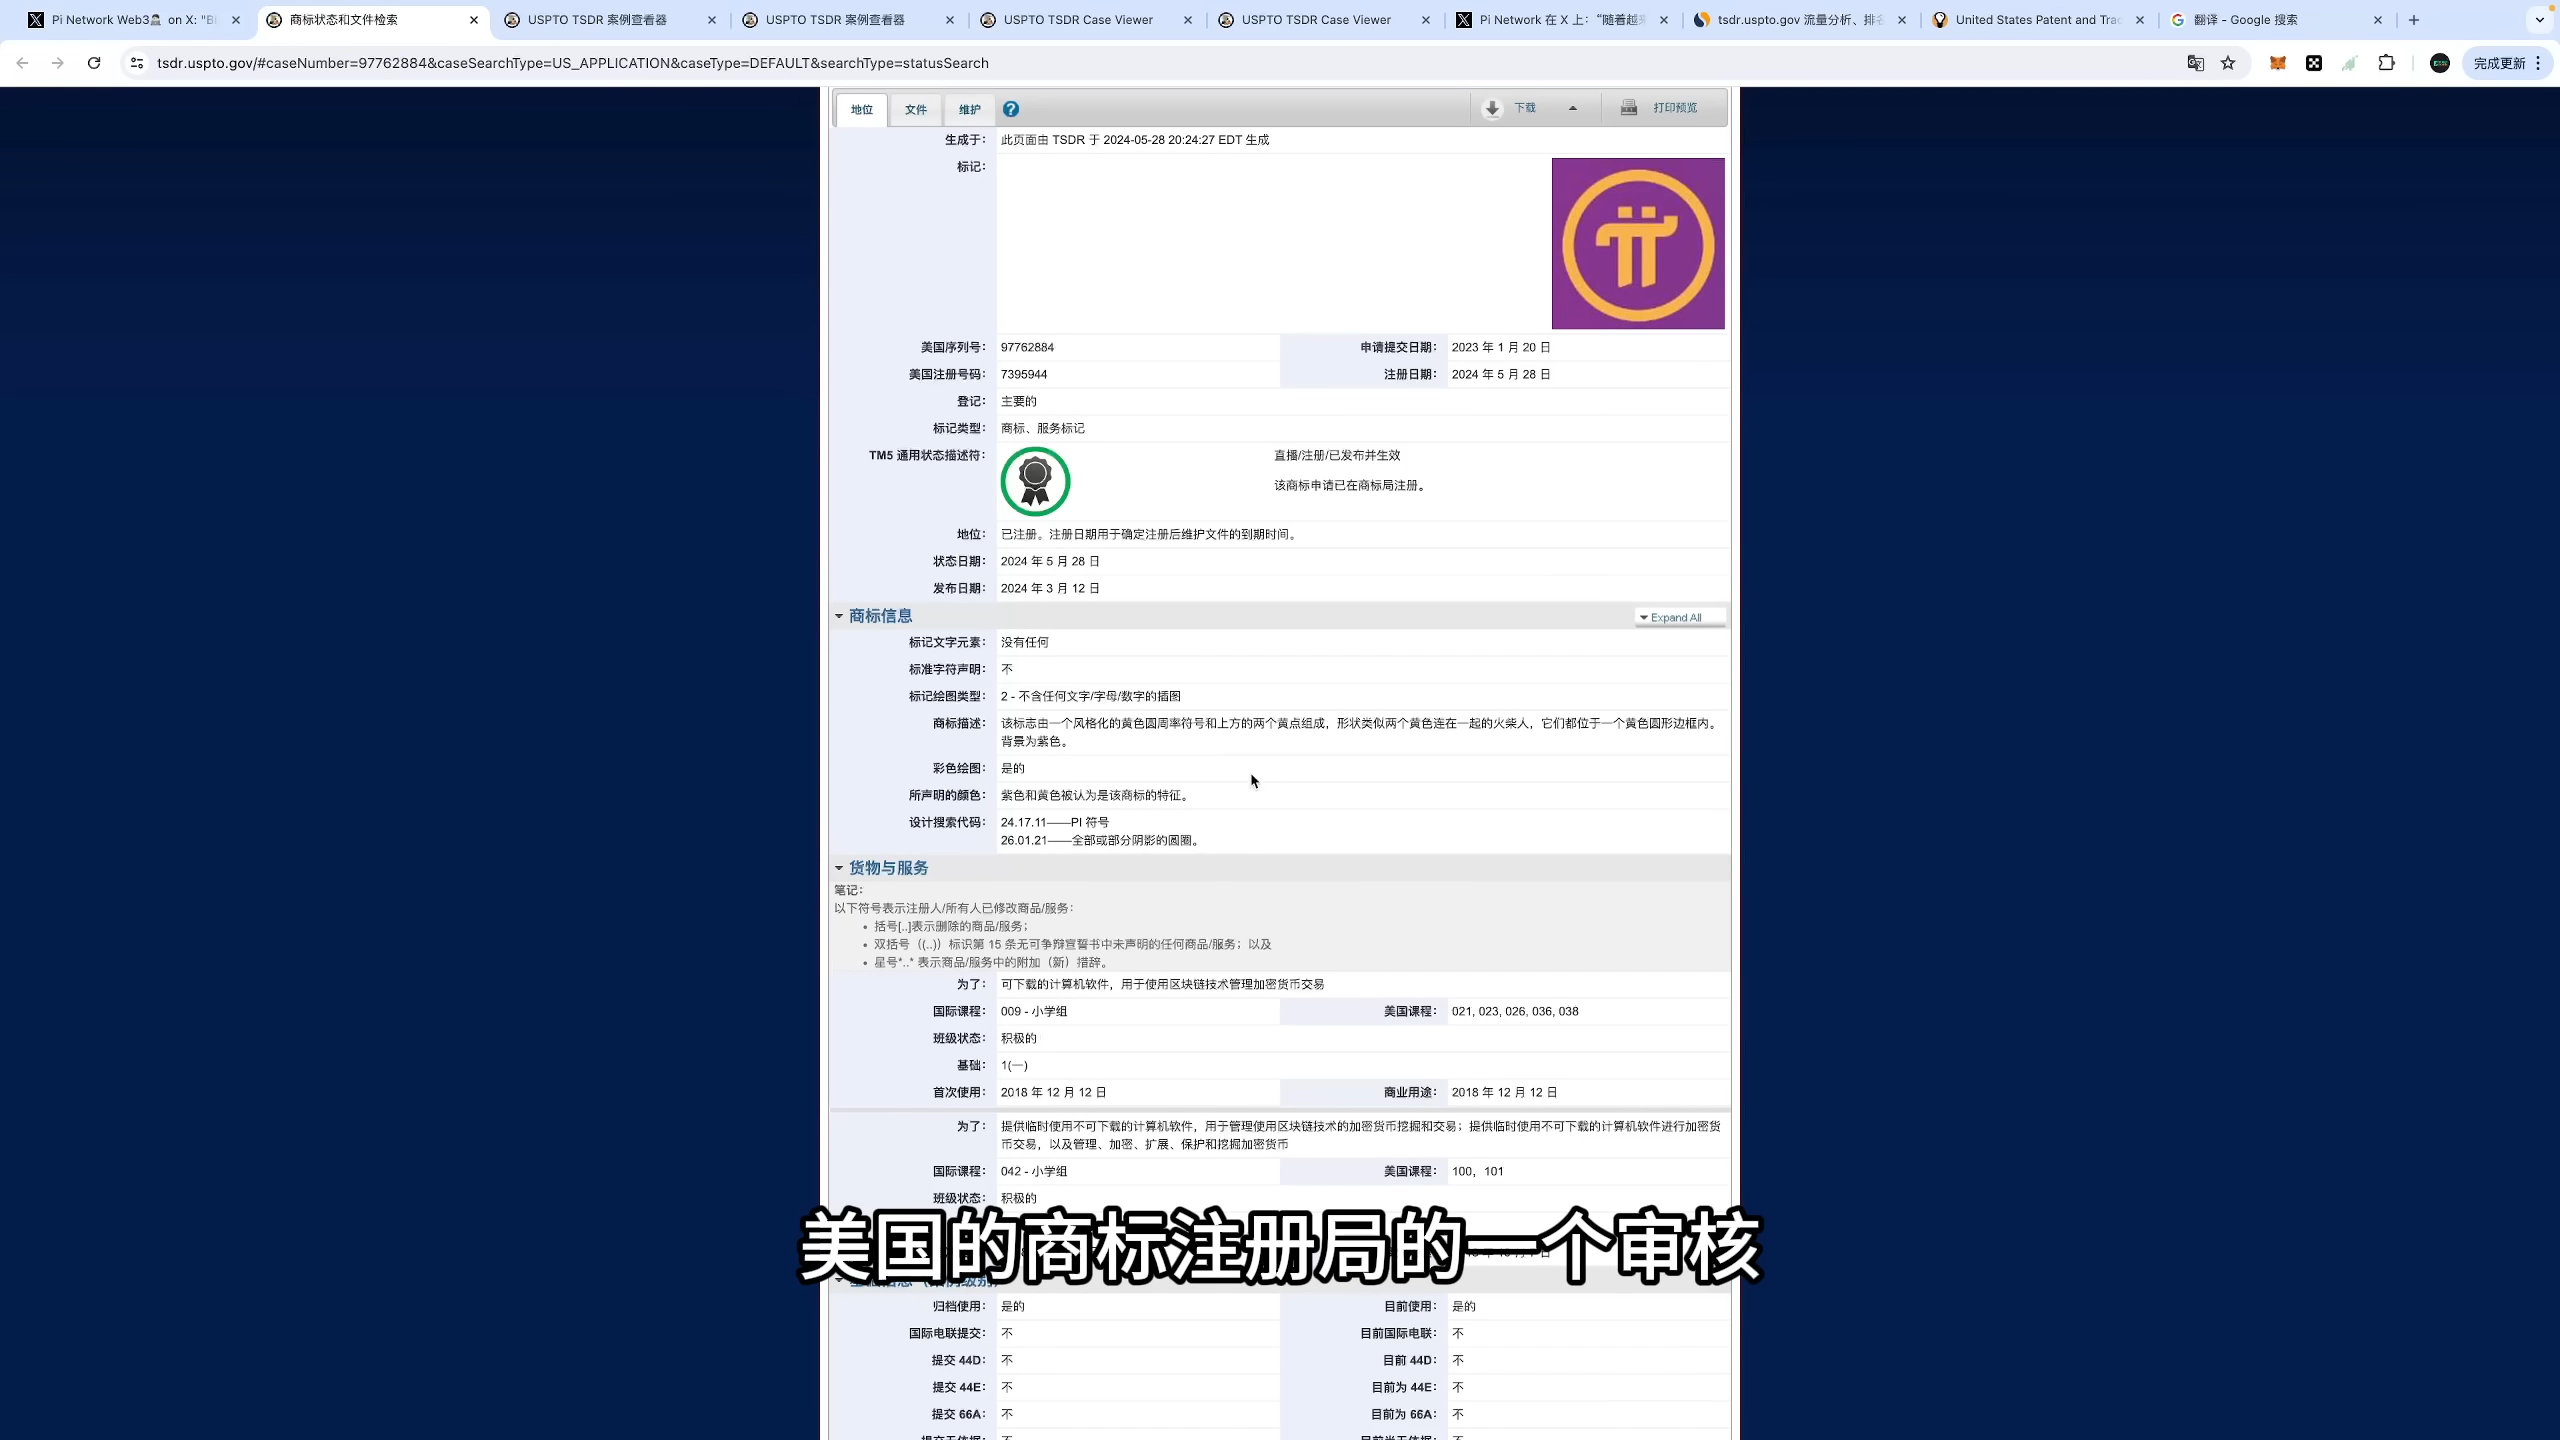 Pi Network Web3 on X: "Bl
商标状态和文件检索
USPTO TSDR 案例查看器
USPTO TSDR 案例查看器
USPTO TSDR Case Viewer
USPTO TSDR Case Viewer
Pi Network 在 X 上：“随着越
tsdr.uspto.gov 流量分析、排名
United States Patent and Tra
翻译 - Google 搜索
tsdr.uspto.gov/#caseNumber=97762884&caseSearchType=US_APPLICATION&caseType=DEFAULT&searchType=statusSearch
完成更新
地位 文件 维护 ? 下载 打印预览
生成于： 此页面由 TSDR 于 2024-05-28 20:24:27 EDT 生成
标记：
美国序列号： 97762884 申请提交日期： 2023 年 1 月 20 日
美国注册号码： 7395944 注册日期： 2024 年 5 月 28 日
登记： 主要的
标记类型： 商标、服务标记
TM5 通用状态描述符： 直播/注册/已发布并生效
该商标申请已在商标局注册。
地位： 已注册。注册日期用于确定注册后维护文件的到期时间。
状态日期： 2024 年 5 月 28 日
发布日期： 2024 年 3 月 12 日
商标信息 Expand All
标记文字元素： 没有任何
标准字符声明： 不
标记绘图类型： 2 - 不含任何文字/字母/数字的插图
商标描述： 该标志由一个风格化的黄色圆周率符号和上方的两个黄点组成，形状类似两个黄色连在一起的火柴人，它们都位于一个黄色圆形边框内。
背景为紫色。
彩色绘图： 是的
所声明的颜色： 紫色和黄色被认为是该商标的特征。
设计搜索代码： 24.17.11——PI 符号
26.01.21——全部或部分阴影的圆圈。
货物与服务
笔记：
以下符号表示注册人/所有人已修改商品/服务：
• 括号[..]表示删除的商品/服务；
• 双括号（(..)）标识第 15 条无可争辩宣誓书中未声明的任何商品/服务；以及
• 星号*..* 表示商品/服务中的附加（新）措辞。
为了： 可下载的计算机软件，用于使用区块链技术管理加密货币交易
国际课程： 009 - 小学组 美国课程： 021, 023, 026, 036, 038
班级状态： 积极的
基础： 1(一)
首次使用： 2018 年 12 月 12 日 商业用途： 2018 年 12 月 12 日
为了： 提供临时使用不可下载的计算机软件，用于管理使用区块链技术的加密货币挖掘和交易；提供临时使用不可下载的计算机软件进行加密货
币交易，以及管理、加密、扩展、保护和挖掘加密货币
国际课程： 042 - 小学组 美国课程： 100，101
班级状态： 积极的
美国的商标注册局的一个审核
归档使用： 是的 目前使用： 是的
国际电联提交： 不 目前国际电联： 不
提交 44D： 不 目前 44D： 不
提交 44E： 不 目前为 44E： 不
提交 66A： 不 目前为 66A： 不